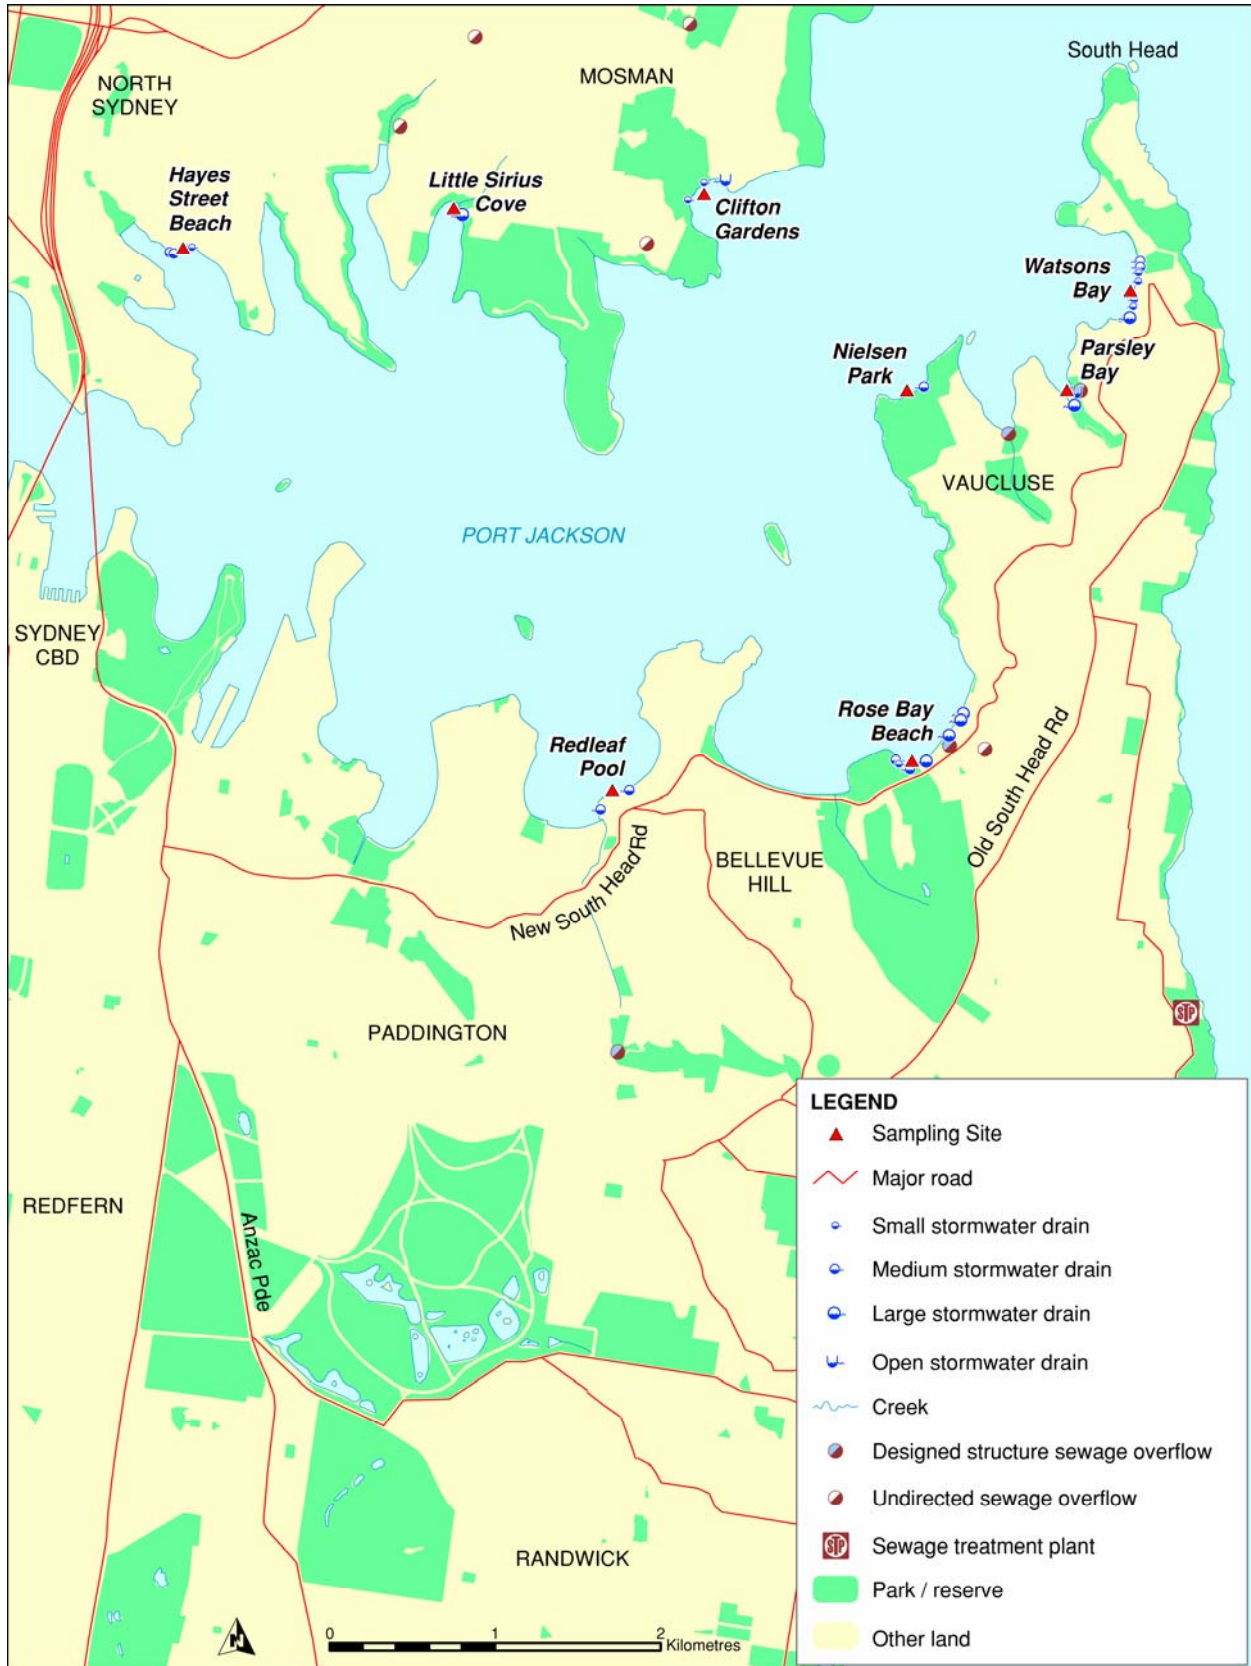 South Head
MOSMAN
NORTH
SYDNEY
Hayes
Street
Beach
Little Sirius
Cove
Clifton
Gardens
Watsons
Bay
Nielsen
Park
Parsley
Bay
VAUCLUSE
PORT JACKSON
SYDNEY
CBD
Rose Bay
Beach
Redleaf
Pool
Old South Head Rd
BELLEVUE
HILL
New South Head Rd
PADDINGTON
STP
REDFERN
Anzac Pde
RANDWICK
N
0 1 2
Kilometres
LEGEND
Sampling Site
Major road
Small stormwater drain
Medium stormwater drain
Large stormwater drain
Open stormwater drain
Creek
Designed structure sewage overflow
Undirected sewage overflow
STP Sewage treatment plant
Park / reserve
Other land